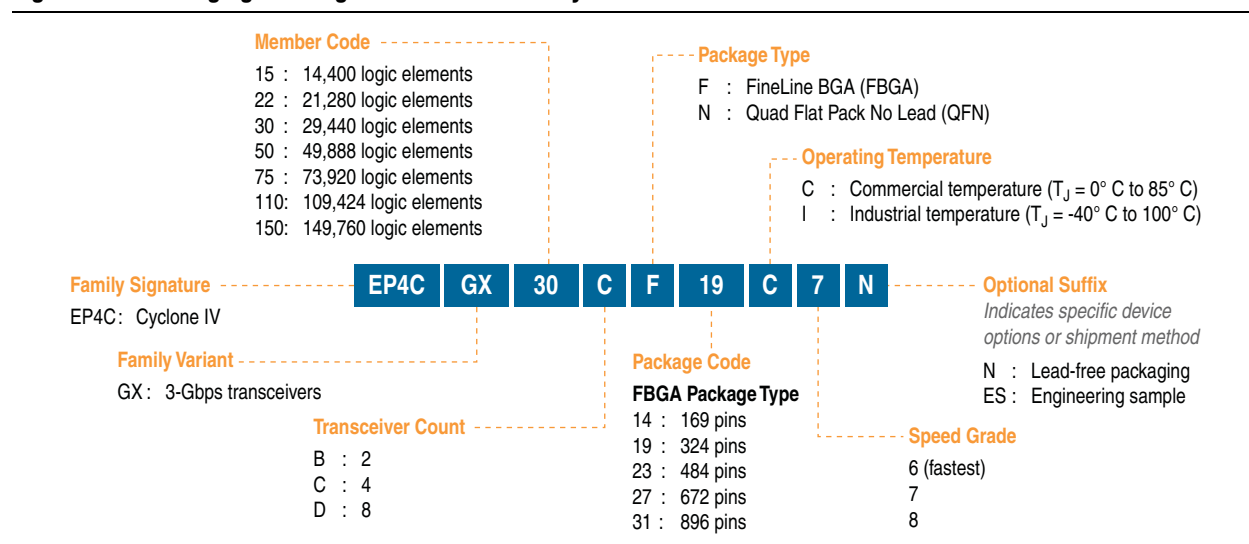 Member Code
15 : 14,400 logic elements
22 : 21,280 logic elements
30 : 29,440 logic elements
50 : 49,888 logic elements
75 : 73,920 logic elements
110: 109,424 logic elements
150: 149,760 logic elements
Package Type
F : FineLine BGA (FBGA)
N : Quad Flat Pack No Lead (QFN)
Operating Temperature
C : Commercial temperature (TJ = 0° C to 85° C)
I : Industrial temperature (TJ = -40° C to 100° C)
EP4C GX 30 C F 19 C 7 N
Family Signature
EP4C: Cyclone IV
Family Variant
GX : 3-Gbps transceivers
Transceiver Count
B : 2
C : 4
D : 8
Package Code
FBGA Package Type
14 : 169 pins
19 : 324 pins
23 : 484 pins
27 : 672 pins
31 : 896 pins
Speed Grade
6 (fastest)
7
8
Optional Suffix
Indicates specific device
options or shipment method
N : Lead-free packaging
ES : Engineering sample